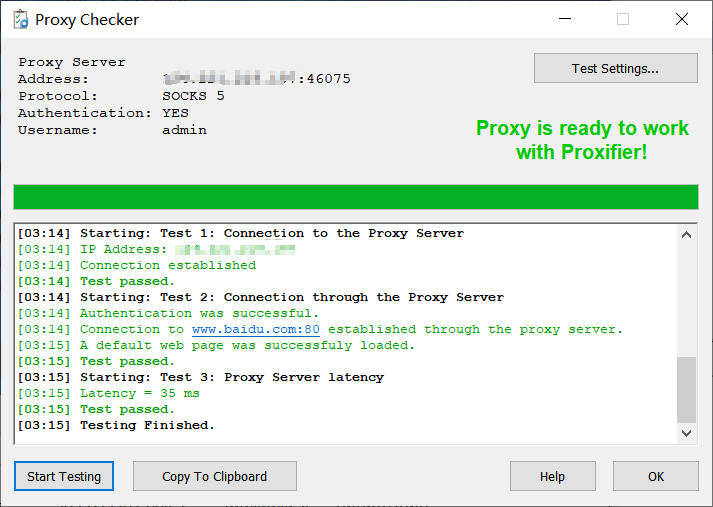 Proxy Checker
Proxy Server
Address: :46075
Protocol: SOCKS 5
Authentication: YES
Username: admin
Test Settings...
Proxy is ready to work
with Proxifier!
[03:14] Starting: Test 1: Connection to the Proxy Server
[03:14] IP Address:
[03:14] Connection established
[03:14] Test passed.
[03:14] Starting: Test 2: Connection through the Proxy Server
[03:14] Authentication was successful.
[03:14] Connection to www.baidu.com:80 established through the proxy server.
[03:15] A default web page was successfuly loaded.
[03:15] Test passed.
[03:15] Starting: Test 3: Proxy Server latency
[03:15] Latency = 35 ms
[03:15] Test passed.
[03:15] Testing Finished.
Start Testing
Copy To Clipboard
Help
OK